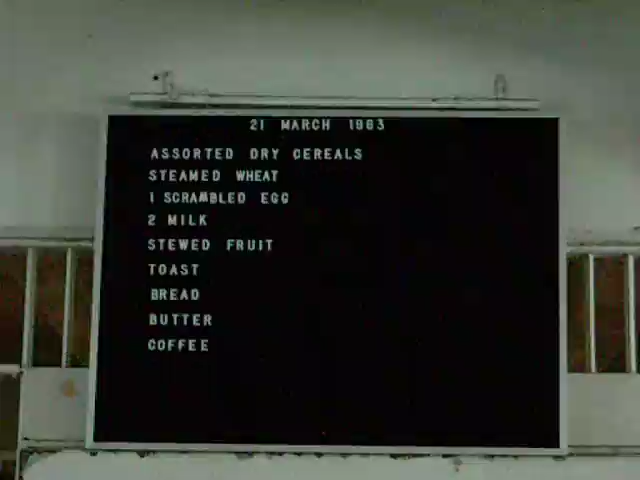 21 MARCH 1963
ASSORTED DRY CEREALS
STEAMED WHEAT
1 SCRAMBLED EGG
2 MILK
STEWED FRUIT
TOAST
BREAD
BUTTER
COFFEE